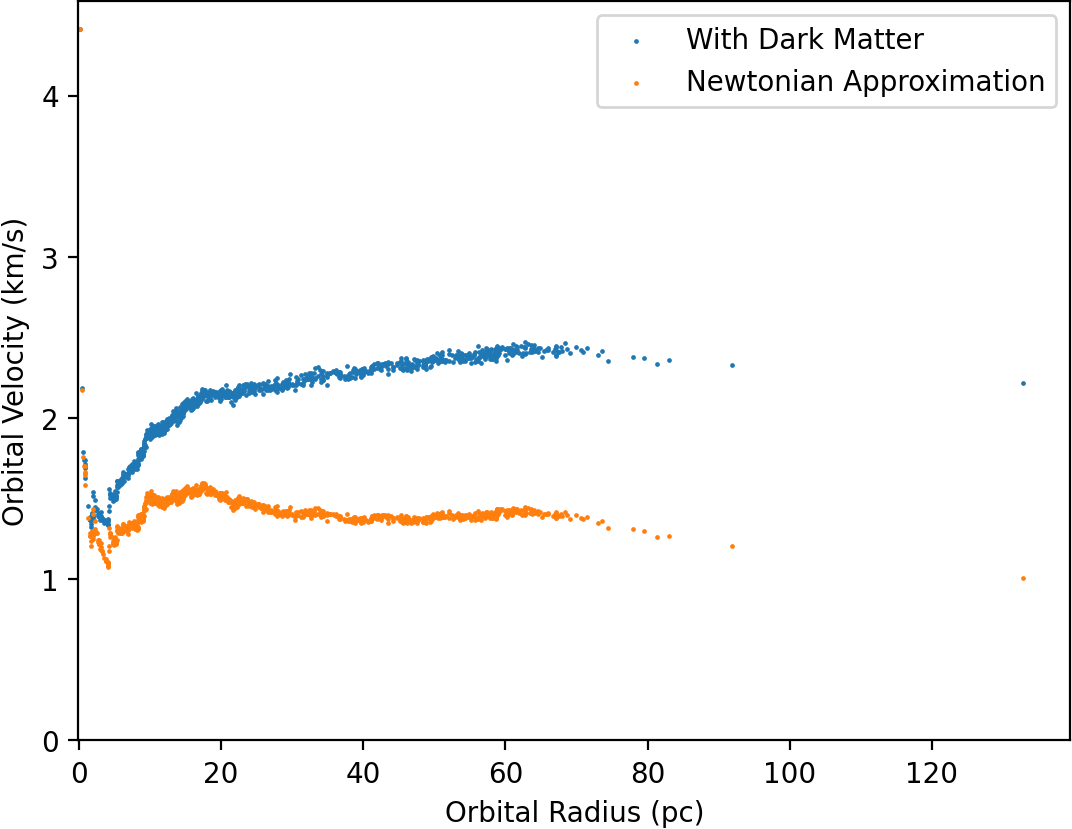 With Dark Matter
Newtonian Approximation
4
3
2
1
0
Orbital Velocity (km/s)
0 20 40 60 80 100 120
Orbital Radius (pc)